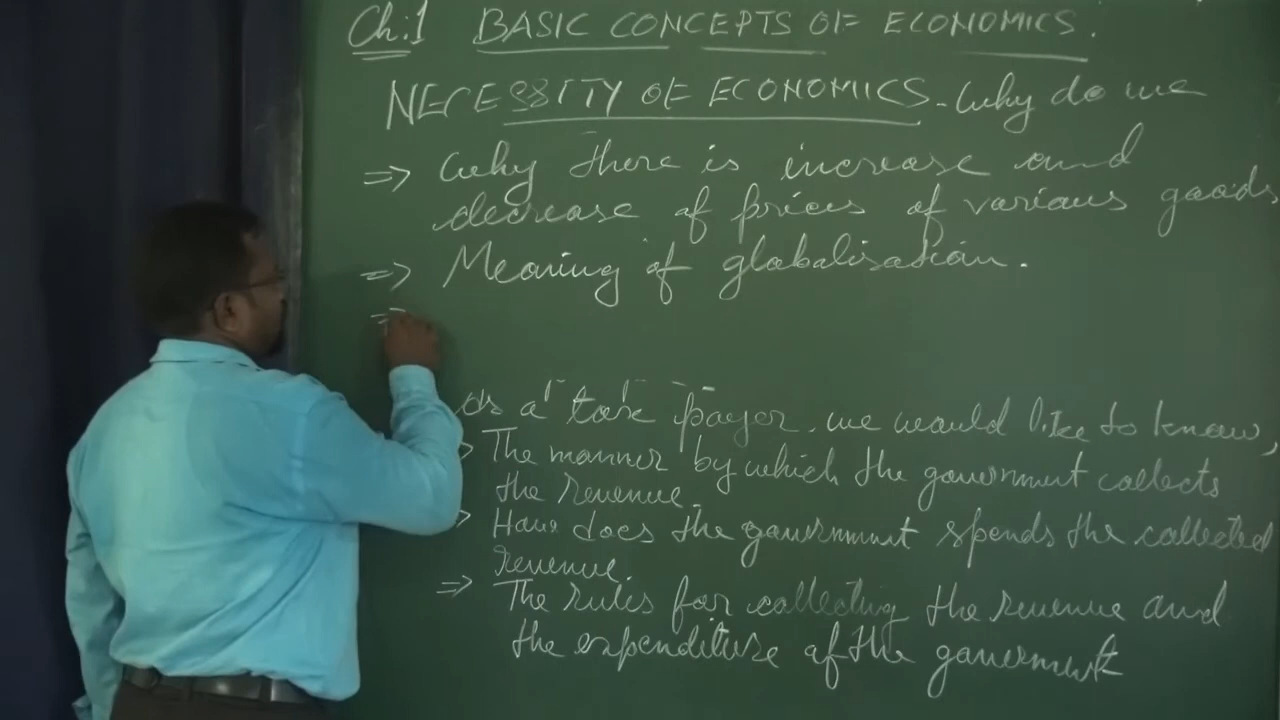 Ch:1 BASIC CONCEPTS OF ECONOMICS.
NECESSITY OF ECONOMICS - Why do we
=> Why there is increase and
decrease of prices of various goods
=> Meaning of globalisation.
=
As a tax payer, we would like to know,
The manner by which the government collects
the revenue.
How does the government spends the collected
revenue.
=> The rules for collecting the revenue and
the expenditure of the government